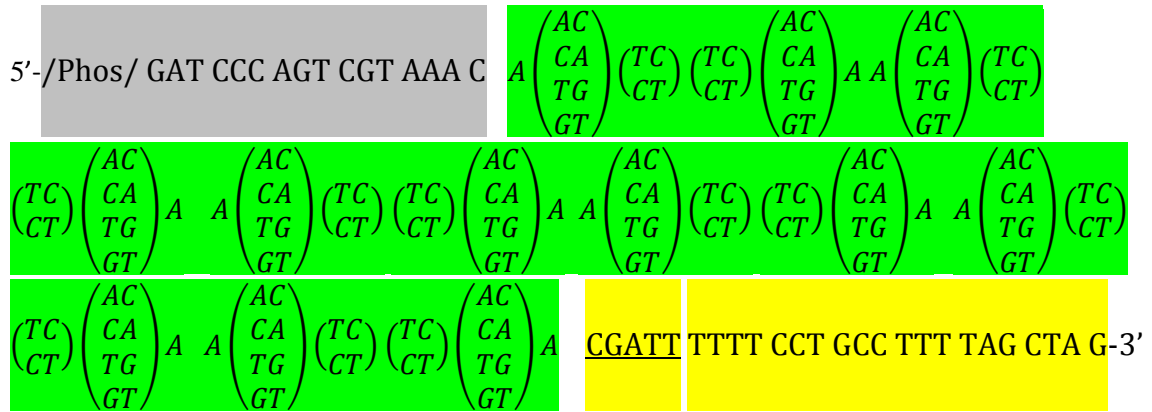 5’-/Phos/ GAT CCC AGT CGT AAA C A(AC CA TG GT)(TC CT)(TC CT)(AC CA TG GT)A A(AC CA TG GT)(TC CT)
(TC CT)(AC CA TG GT)A A(AC CA TG GT)(TC CT)(TC CT)(AC CA TG GT)A A(AC CA TG GT)(TC CT)(TC CT)(AC CA TG GT)A A(AC CA TG GT)(TC CT)
(TC CT)(AC CA TG GT)A A(AC CA TG GT)(TC CT)(TC CT)(AC CA TG GT)A CGATT TTTT CCT GCC TTT TAG CTA G-3’